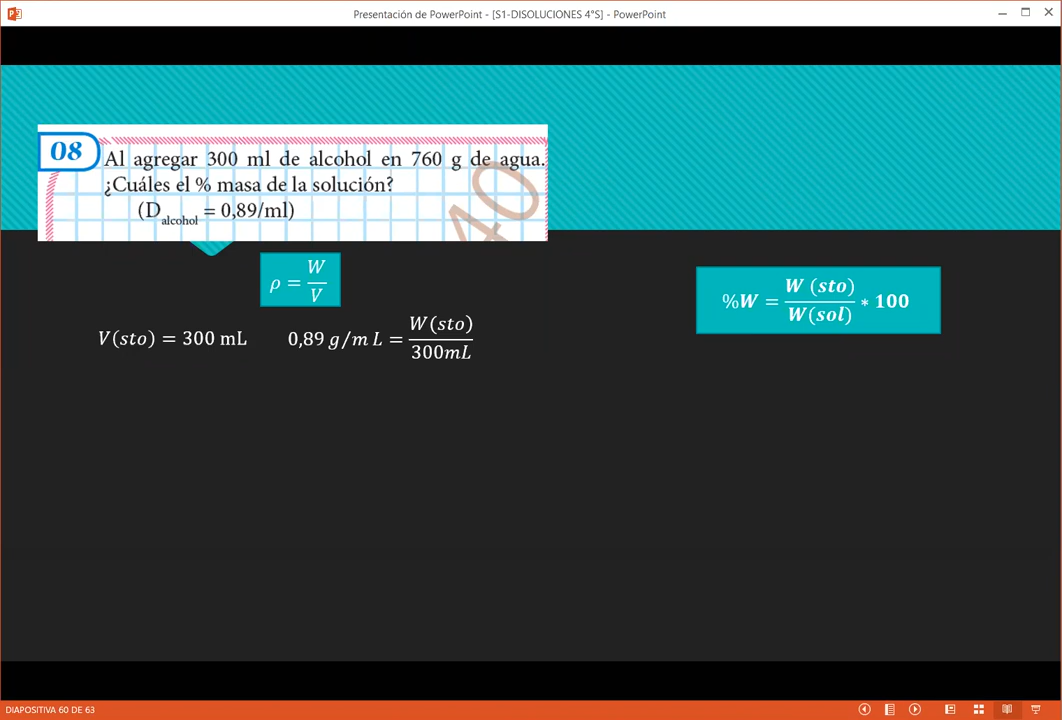 Presentación de PowerPoint - [S1-DISOLUCIONES 4°S] - PowerPoint
08
Al agregar 300 ml de alcohol en 760 g de agua.
¿Cuáles el % masa de la solución?
(D alcohol = 0,89/ml)
40
ρ = W/V
%W = W (sto)/W(sol) * 100
V(sto) = 300 mL
0,89 g/m L = W(sto)/300mL
DIAPOSITIVA 60 DE 63